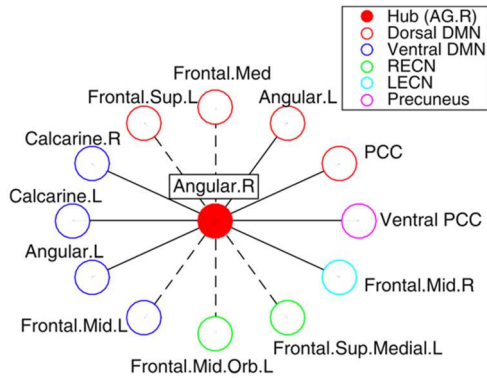 Hub (AG.R)
Dorsal DMN
Ventral DMN
RECN
LECN
Precuneus
Frontal.Med
Frontal.Sup.L
Angular.L
Calcarine.R
PCC
Angular.R
Calcarine.L
Ventral PCC
Angular.L
Frontal.Mid.R
Frontal.Mid.L
Frontal.Sup.Medial.L
Frontal.Mid.Orb.L